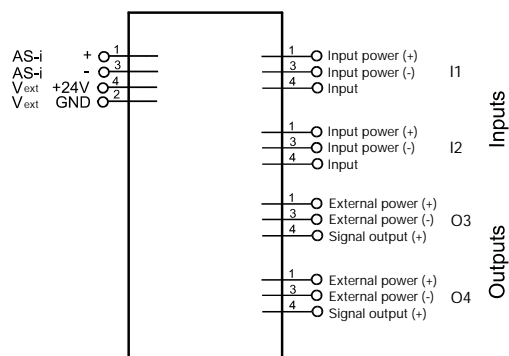 AS-i + 1
AS-i - 3
Vext +24V 4
Vext GND 2
1 Input power (+)
3 Input power (-) I1
4 Input
1 Input power (+)
3 Input power (-) I2
4 Input
Inputs
1 External power (+)
3 External power (-) O3
4 Signal output (+)
1 External power (+)
3 External power (-) O4
4 Signal output (+)
Outputs